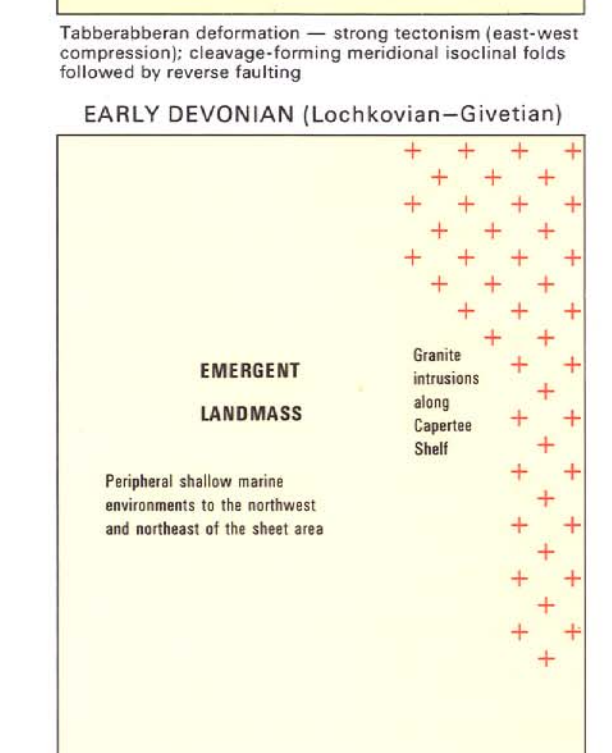 Tabberabberan deformation — strong tectonism (east-west
compression); cleavage-forming meridional isoclinal folds
followed by reverse faulting
EARLY DEVONIAN (Lochkovian—Givetian)
EMERGENT
LANDMASS
Granite
intrusions
along
Capertee
Shelf
Peripheral shallow marine
environments to the northwest
and northeast of the sheet area